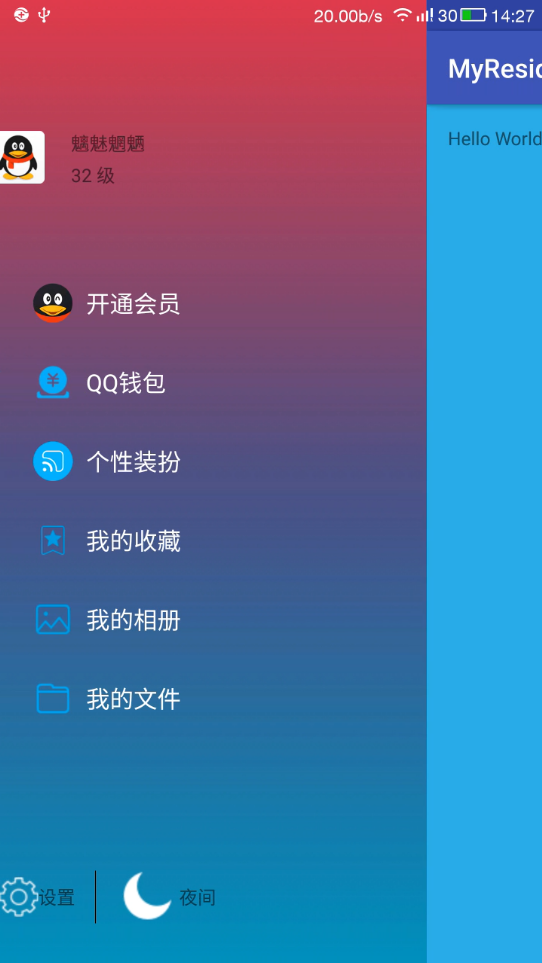 20.00b/s 30 14:27
MyResid
Hello World
魑魅魍魉
32 级
开通会员
QQ钱包
个性装扮
我的收藏
我的相册
我的文件
设置
夜间